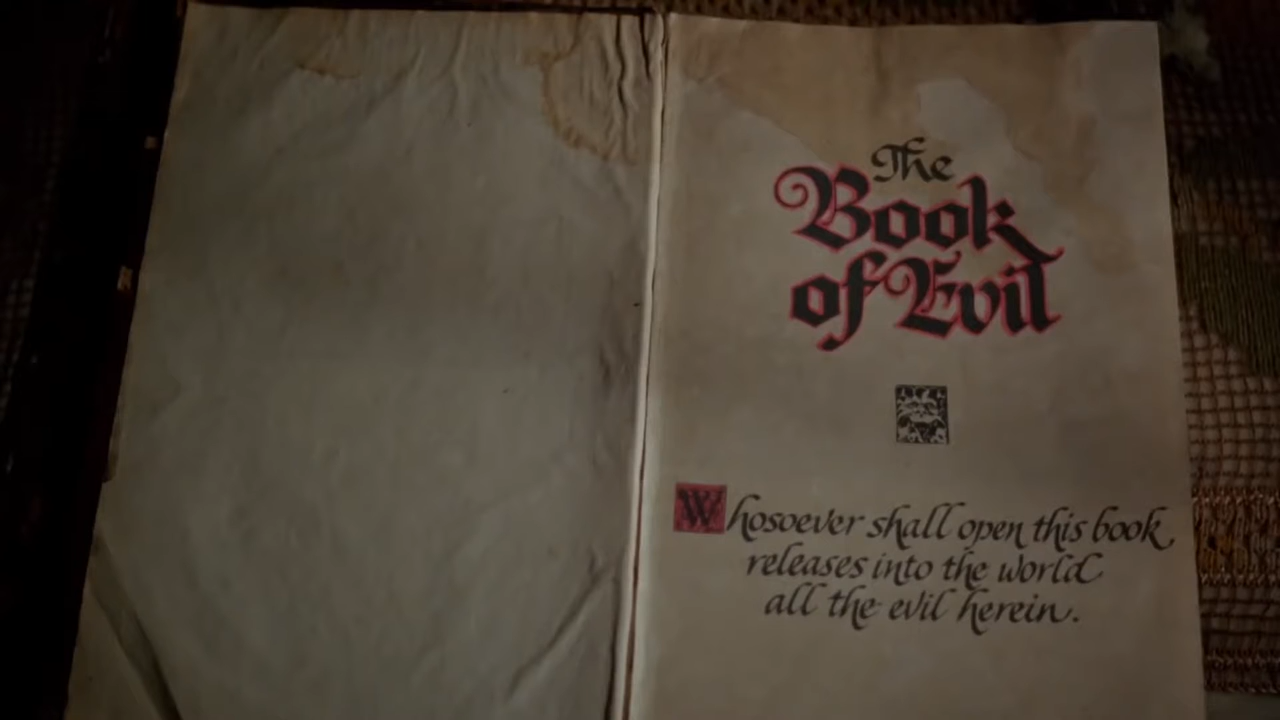 The
Book
of Evil
Whosoever shall open this book
releases into the world
all the evil herein.